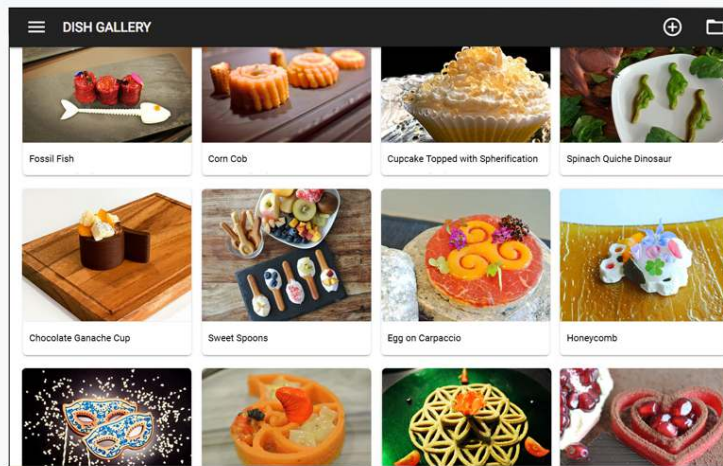 DISH GALLERY
Fossil Fish
Corn Cob
Cupcake Topped with Spherification
Spinach Quiche Dinosaur
Chocolate Ganache Cup
Sweet Spoons
Egg on Carpaccio
Honeycomb